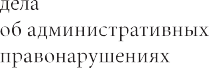 дела
об административных
правонарушениях